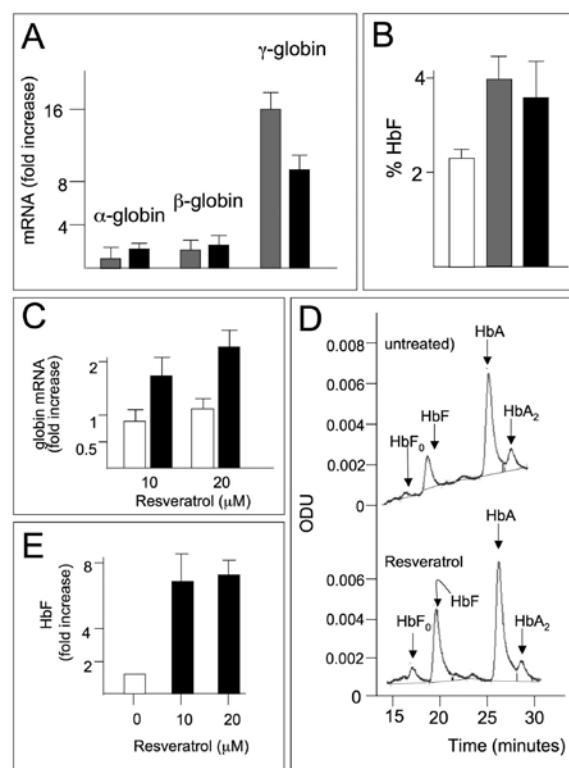 A
γ-globin
16
8
4
mRNA (fold increase)
α-globin
β-globin
B
4
2
% HbF
C
2
1
0.5
globin mRNA
(fold increase)
10
20
Resveratrol (μM)
D
0.008
0.006
0.004
0.002
0
untreated)
HbF₀
HbF
HbA
HbA₂
ODU
Resveratrol
0.006
0.004
0.002
0
HbF₀
HbF
HbA
HbA₂
15
20
25
30
Time (minutes)
E
8
4
2
HbF
(fold increase)
0
10
20
Resveratrol (μM)